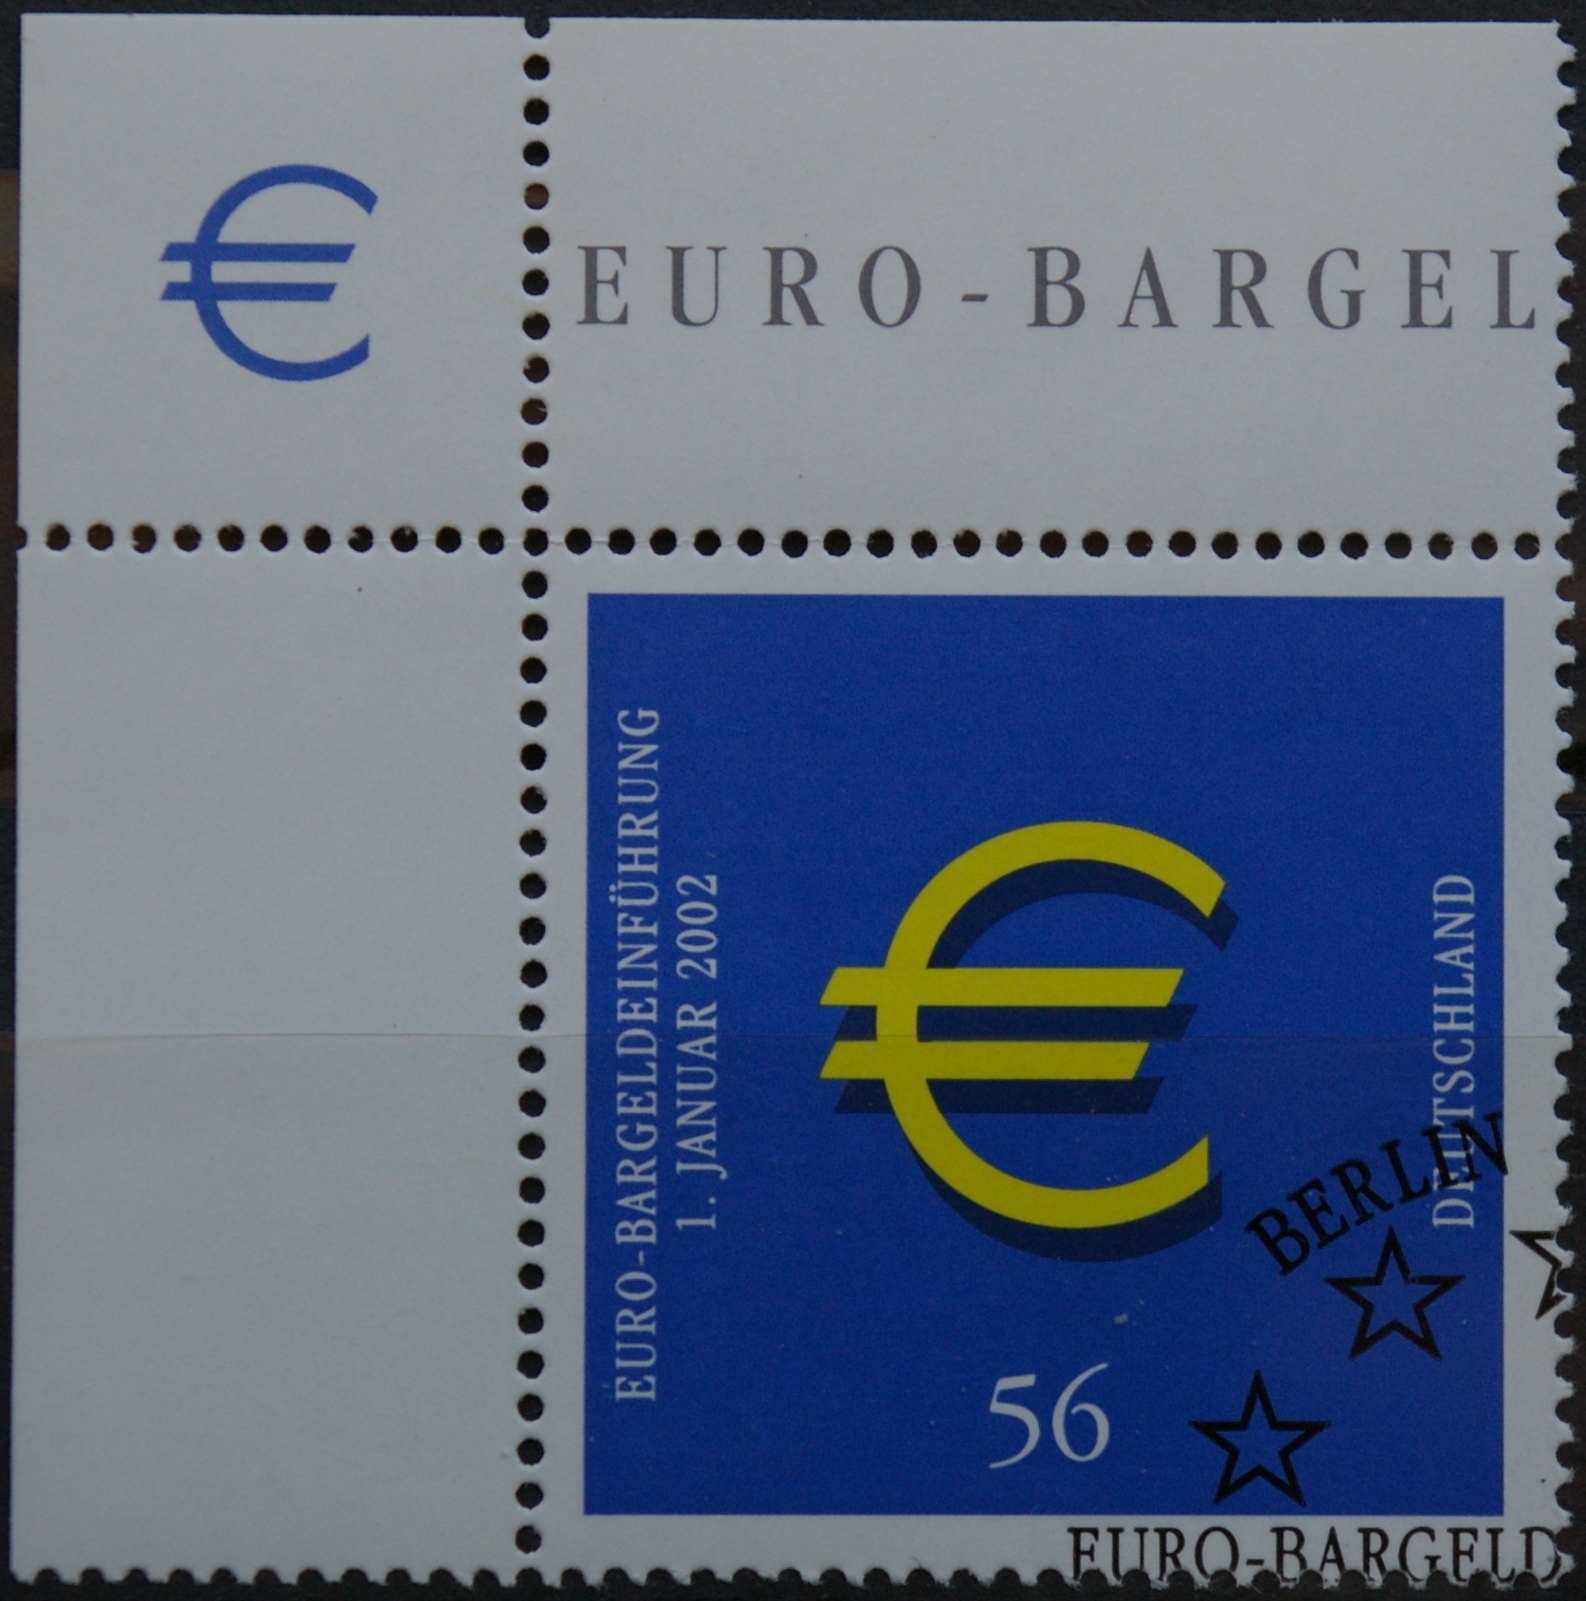 €
EURO-BARGEL
EURO-BARGELDEINFÜHRUNG
1. JANUAR 2002
€
DEUTSCHLAND
BERLIN
56
EURO-BARGELD